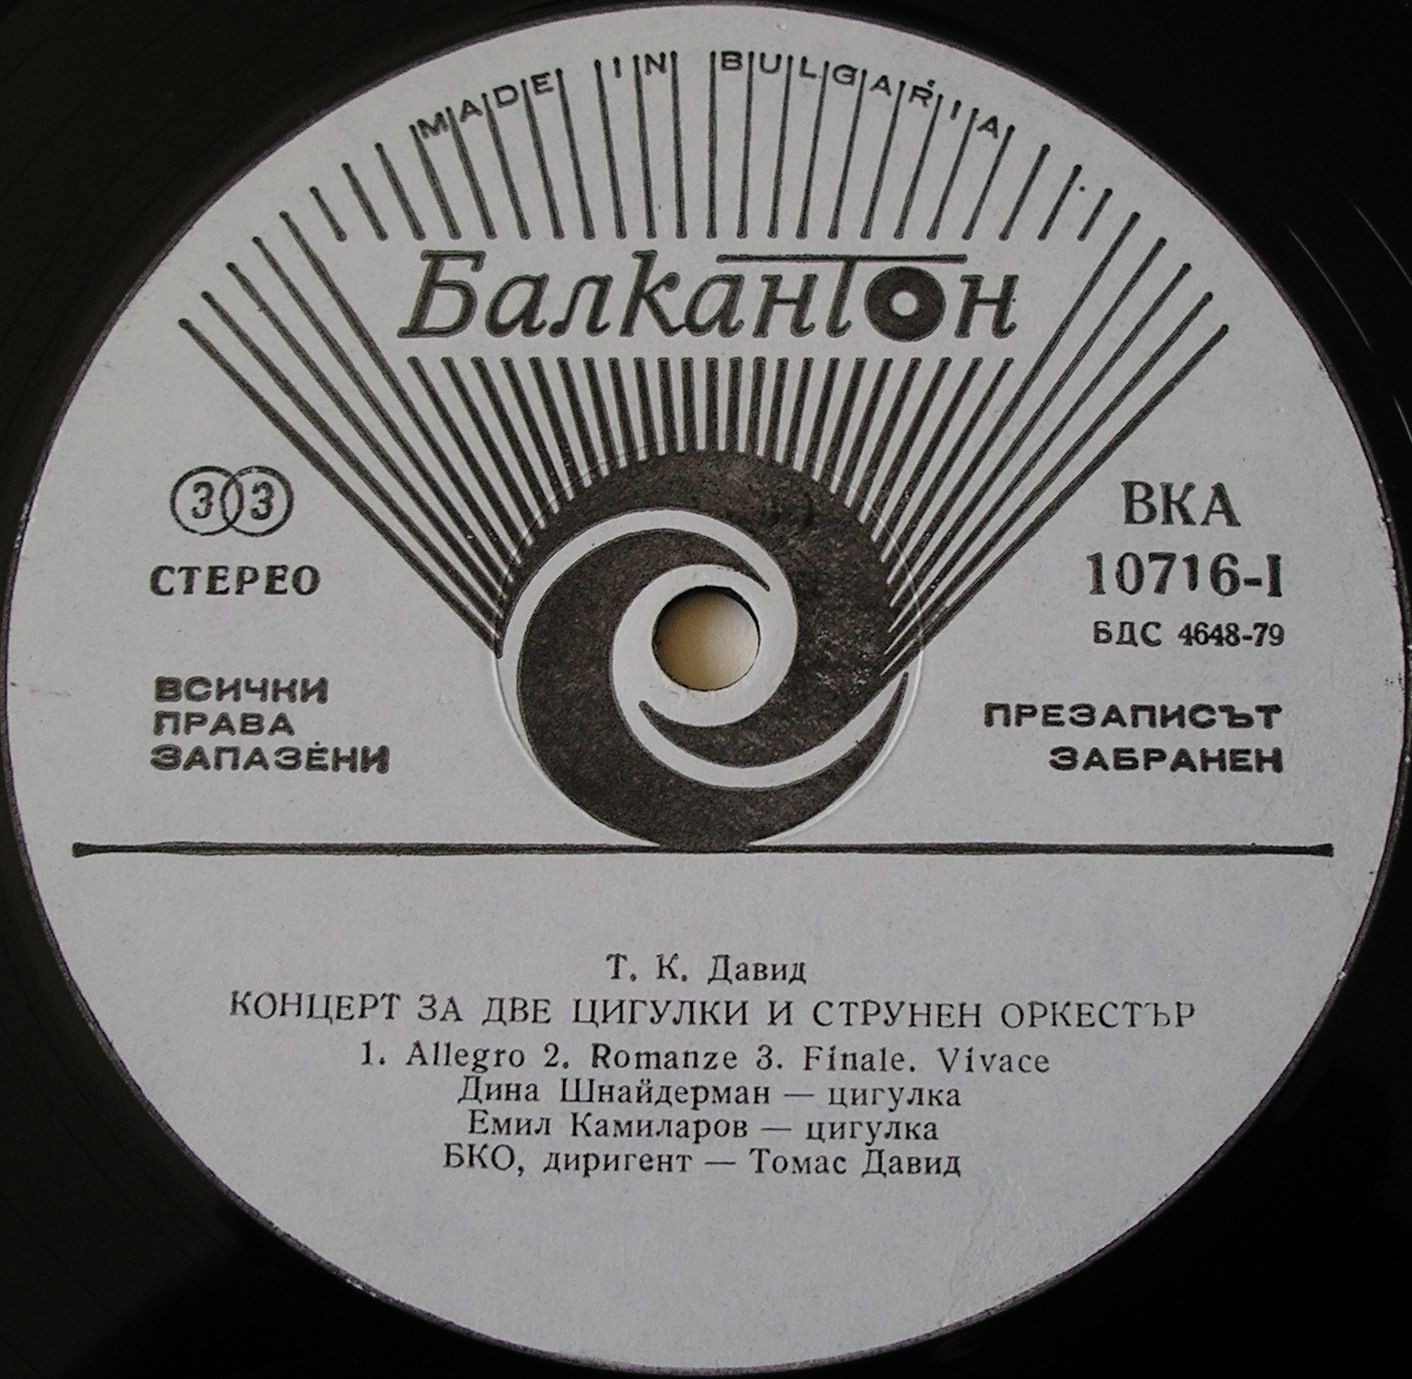 MADE IN BULGARIA
Балкантон
33
СТЕРЕО
ВКА
10716-I
БДС 4648-79
ВСИЧКИ
ПРАВА
ЗАПАЗЕНИ
ПРЕЗАПИСЪТ
ЗАБРАНЕН
Т. К. Давид
КОНЦЕРТ ЗА ДВЕ ЦИГУЛКИ И СТРУНЕН ОРКЕСТЪР
1. Allegro 2. Romanze 3. Finale. Vivace
Дина Шнайдерман — цигулка
Емил Камиларов — цигулка
БКО, диригент — Томас Давид